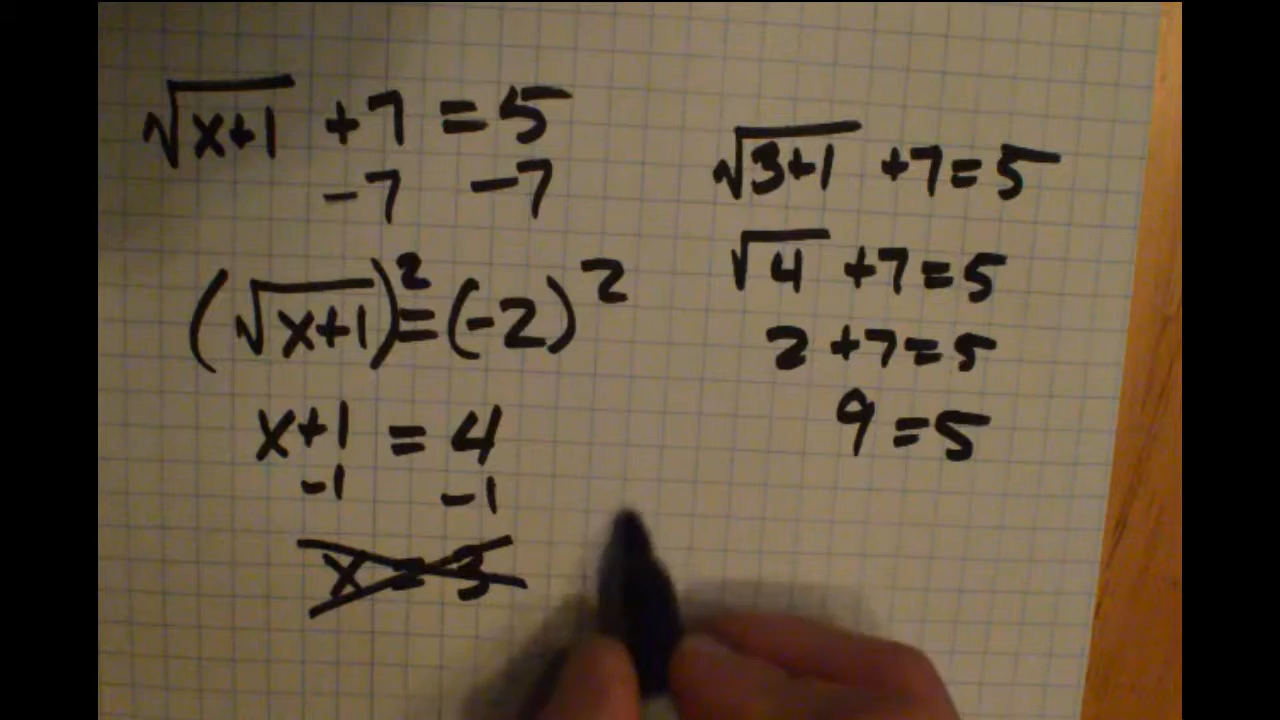 √x+1 +7 = 5
-7 -7
(√x+1)² = (-2)²
x+1 = 4
-1 -1
x = 3
√3+1 +7 = 5
√4 +7 = 5
2 +7 = 5
9 = 5